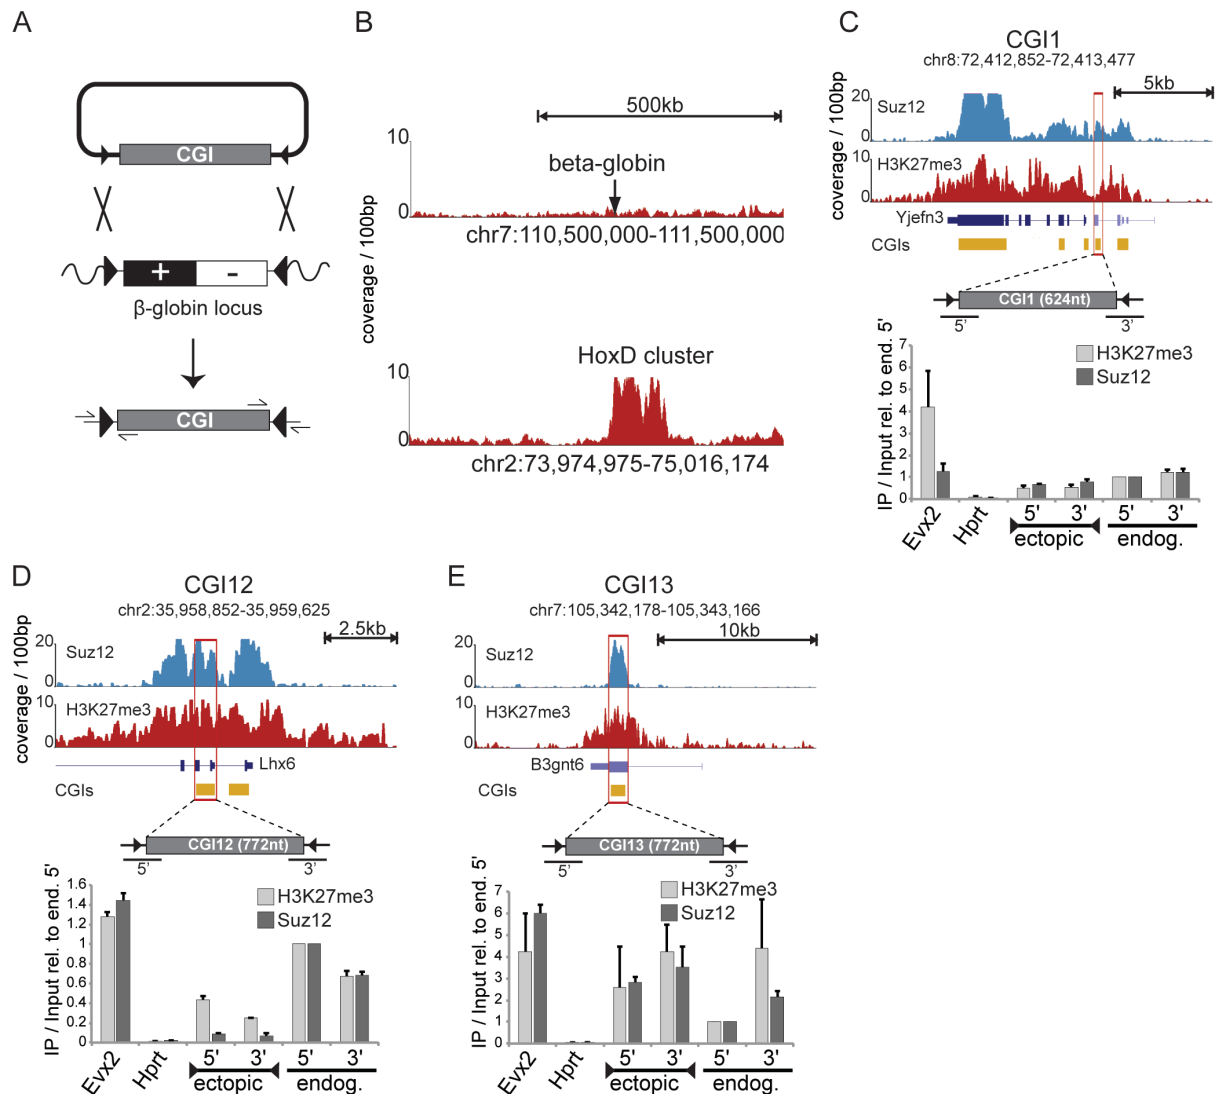 A
CGI
+ -
β-globin locus
CGI
B
500kb
10
beta-globin
0
chr7:110,500,000-111,500,000
coverage / 100bp
HoxD cluster
10
0
chr2:73,974,975-75,016,174
C
CGI1
chr8:72,412,852-72,413,477
5kb
coverage / 100bp
20
Suz12
0
10
H3K27me3
0
Yjefn3
CGIs
CGI1 (624nt)
5' 3'
IP / Input rel. to end. 5'
7
6
5
4
3
2
1
0
H3K27me3
Suz12
Evx2 Hprt 5' 3' 5' 3'
ectopic endog.
D
CGI12
chr2:35,958,852-35,959,625
2.5kb
coverage / 100bp
20
Suz12
0
10
H3K27me3
0
Lhx6
CGIs
CGI12 (772nt)
5' 3'
IP / Input rel. to end. 5'
1.6
1.4
1.2
1
0.8
0.6
0.4
0.2
0
H3K27me3
Suz12
Evx2 Hprt 5' 3' 5' 3'
ectopic endog.
E
CGI13
chr7:105,342,178-105,343,166
10kb
20
Suz12
0
10
H3K27me3
0
B3gnt6
CGIs
CGI13 (772nt)
5' 3'
IP / Input rel. to end. 5'
7
6
5
4
3
2
1
0
H3K27me3
Suz12
Evx2 Hprt 5' 3' 5' 3'
ectopic endog.